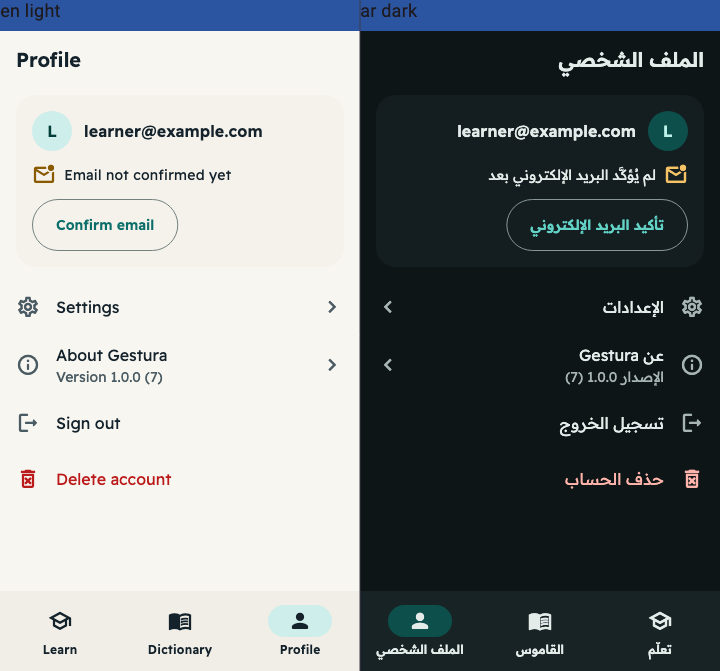 en light
Profile
L
learner@example.com
Email not confirmed yet
Confirm email
Settings
About Gestura
Version 1.0.0 (7)
Sign out
Delete account
Learn
Dictionary
Profile
ar dark
الملف الشخصي
L
learner@example.com
لم يُؤكَّد البريد الإلكتروني بعد
تأكيد البريد الإلكتروني
الإعدادات
عن Gestura
الإصدار 1.0.0 (7)
تسجيل الخروج
حذف الحساب
تعلّم
القاموس
الملف الشخصي